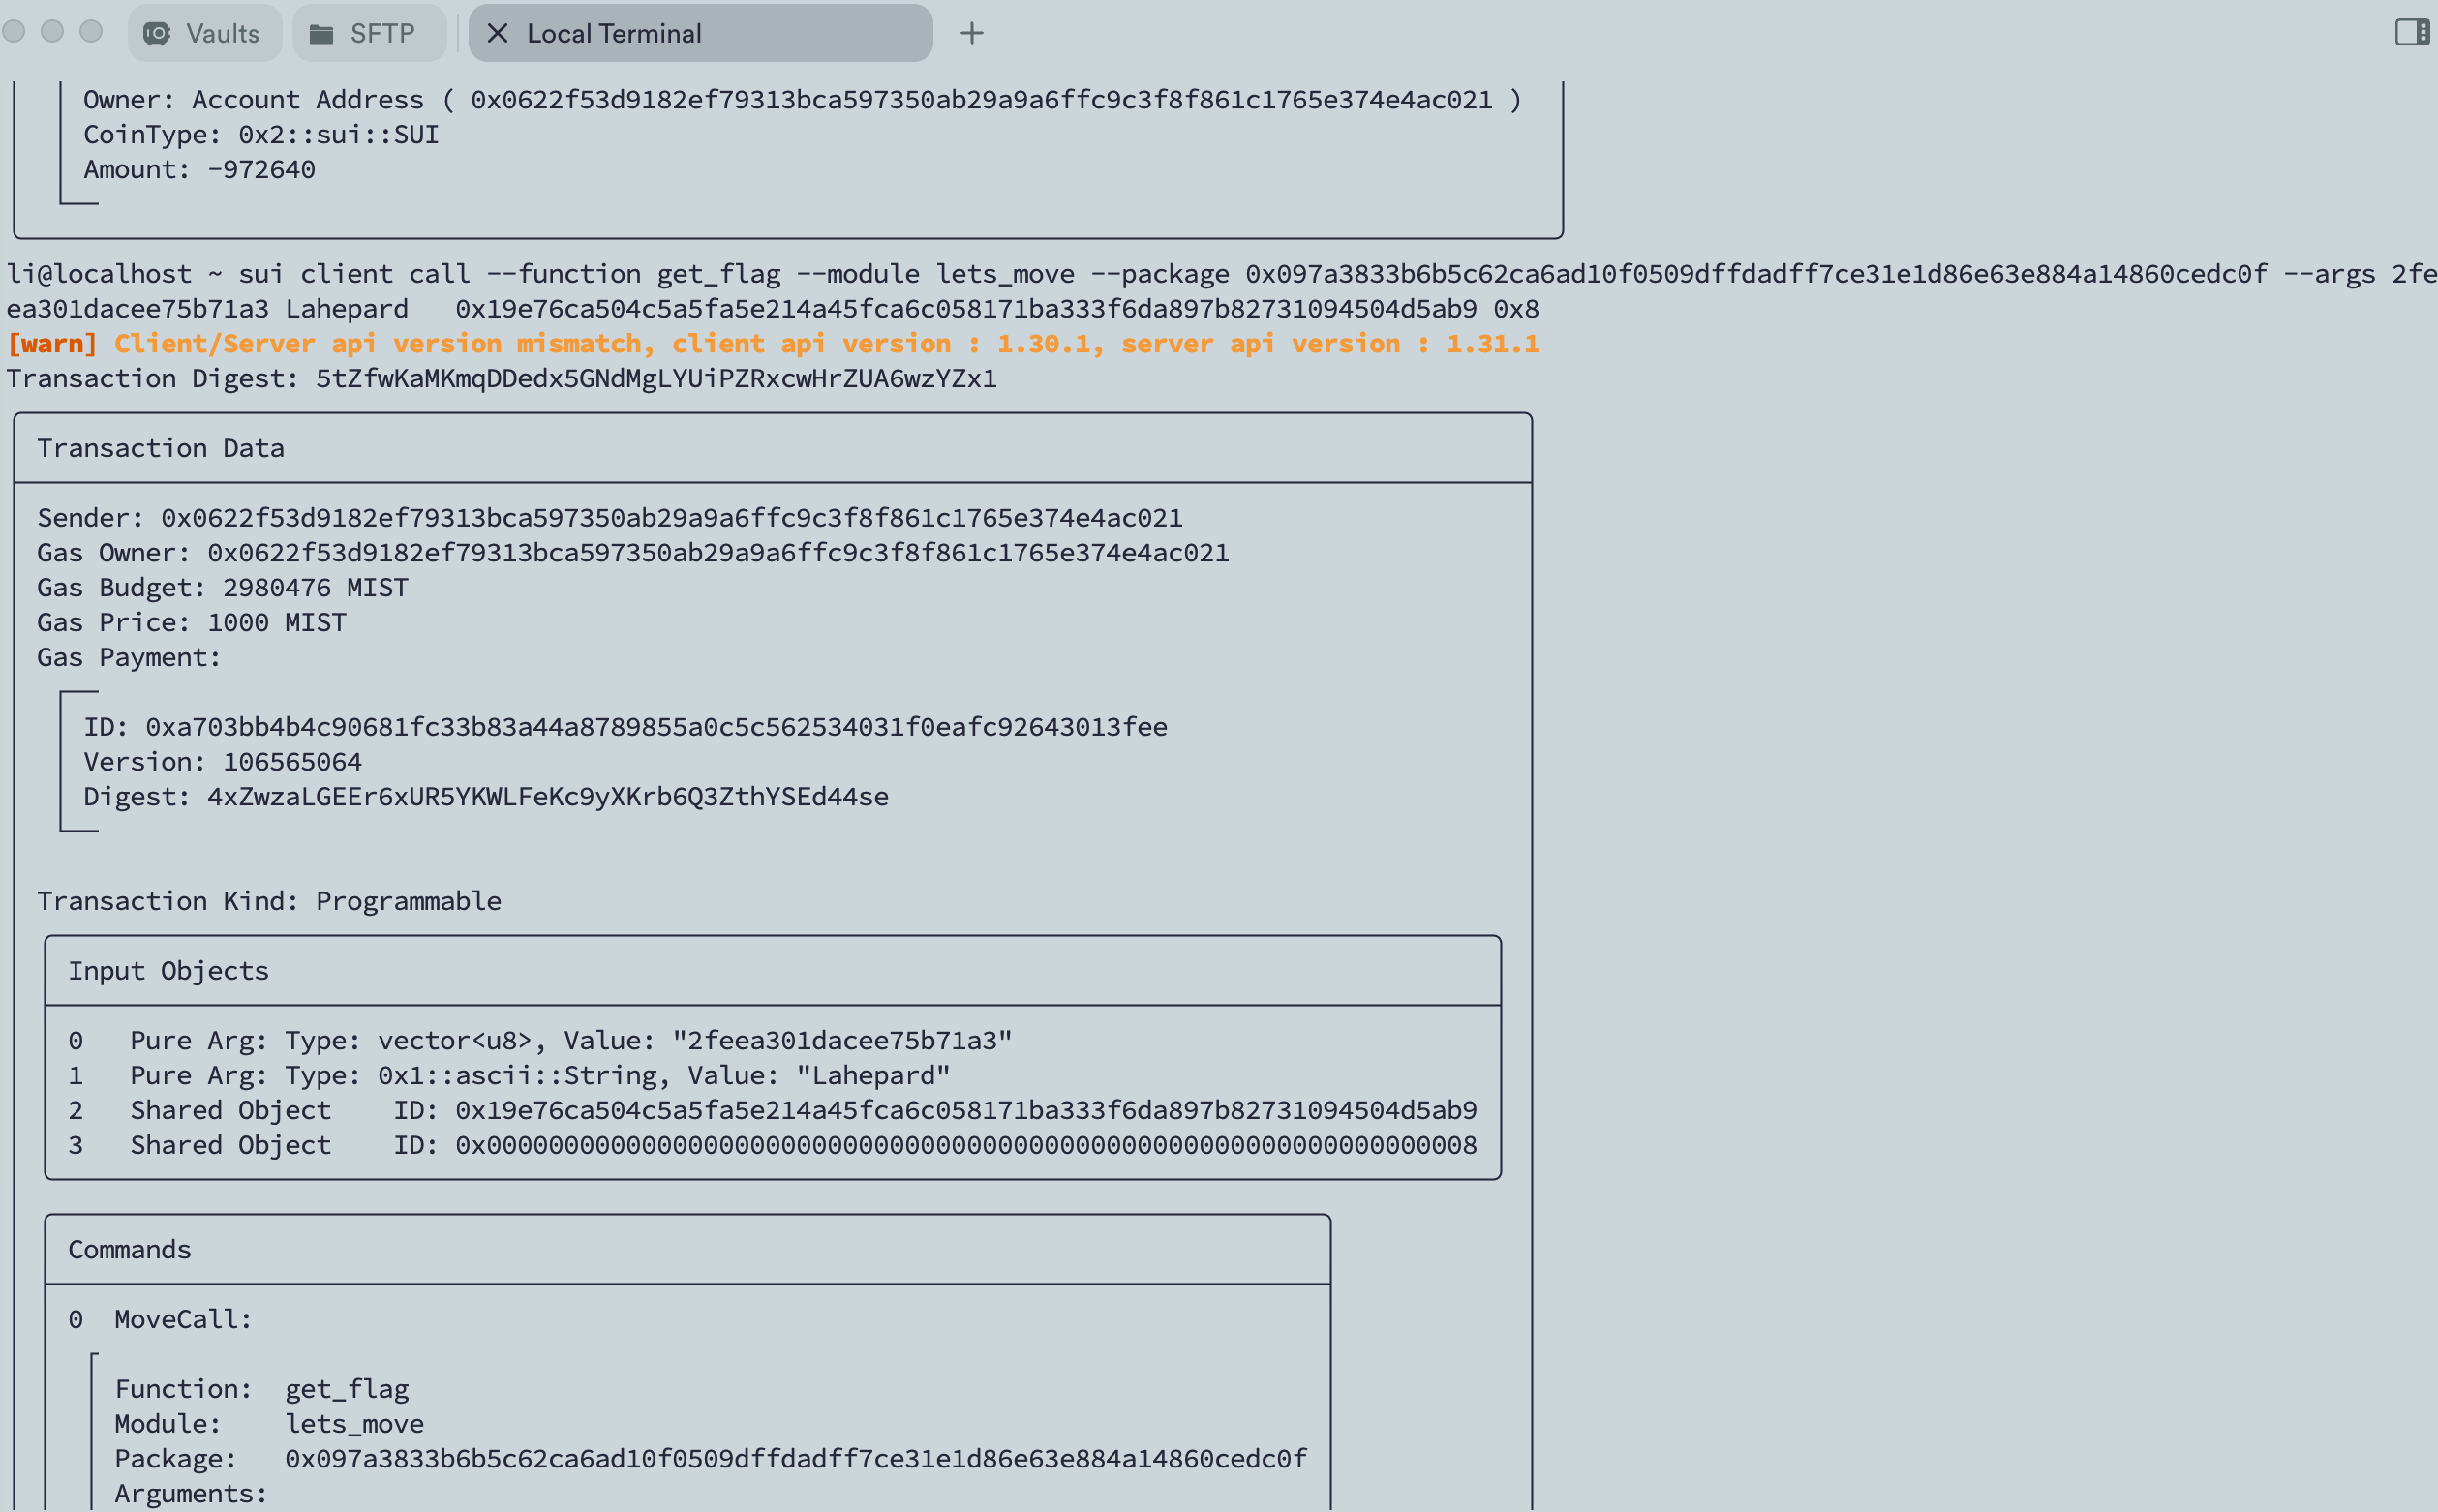 Vaults SFTP Local Terminal
Owner: Account Address ( 0x0622f53d9182ef79313bca597350ab29a9a6ffc9c3f8f861c1765e374e4ac021 )
CoinType: 0x2::sui::SUI
Amount: -972640
li@localhost ~ sui client call --function get_flag --module lets_move --package 0x097a3833b6b5c62ca6ad10f0509dffdadff7ce31e1d86e63e884a14860cedc0f --args 2fe
ea301dacee75b71a3 Lahepard   0x19e76ca504c5a5fa5e214a45fca6c058171ba333f6da897b82731094504d5ab9 0x8
[warn] Client/Server api version mismatch, client api version : 1.30.1, server api version : 1.31.1
Transaction Digest: 5tZfwKaMKmqDDedx5GNdMgLYUiPZRxcwHrZUA6wzYZx1
Transaction Data
Sender: 0x0622f53d9182ef79313bca597350ab29a9a6ffc9c3f8f861c1765e374e4ac021
Gas Owner: 0x0622f53d9182ef79313bca597350ab29a9a6ffc9c3f8f861c1765e374e4ac021
Gas Budget: 2980476 MIST
Gas Price: 1000 MIST
Gas Payment:
ID: 0xa703bb4b4c90681fc33b83a44a8789855a0c5c562534031f0eafc92643013fee
Version: 106565064
Digest: 4xZwzaLGEEr6xUR5YKWLFeKc9yXKrb6Q3ZthYSEd44se
Transaction Kind: Programmable
Input Objects
0   Pure Arg: Type: vector<u8>, Value: "2feea301dacee75b71a3"
1   Pure Arg: Type: 0x1::ascii::String, Value: "Lahepard"
2   Shared Object    ID: 0x19e76ca504c5a5fa5e214a45fca6c058171ba333f6da897b82731094504d5ab9
3   Shared Object    ID: 0x0000000000000000000000000000000000000000000000000000000000000008
Commands
0  MoveCall:
Function:  get_flag
Module:    lets_move
Package:   0x097a3833b6b5c62ca6ad10f0509dffdadff7ce31e1d86e63e884a14860cedc0f
Arguments: